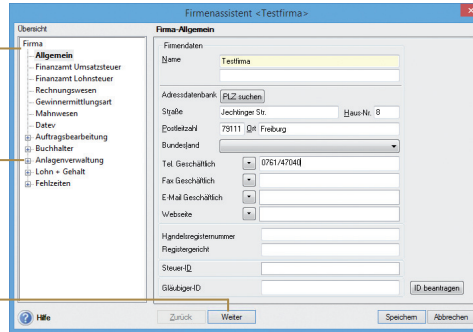 Firmenassistent <Testfirma>
Übersicht
Firma
Allgemein
Finanzamt Umsatzsteuer
Finanzamt Lohnsteuer
Rechnungswesen
Gewinnermittlungsart
Mahnwesen
Datev
Auftragsbearbeitung
Buchhalter
Anlagenverwaltung
Lohn + Gehalt
Fehlzeiten
Firma-Allgemein
Firmendaten
Name Testfirma
Adressdatenbank PLZ suchen
Straße Jechtinger Str. Haus-Nr. 8
Postleitzahl 79111 Ort Freiburg
Bundesland
Tel. Geschäftlich 0761/47040
Fax Geschäftlich
E-Mail Geschäftlich
Webseite
Handelsregisternummer
Registergericht
Steuer-ID
Gläubiger-ID ID beantragen
Hilfe Zurück Weiter Speichern Abbrechen